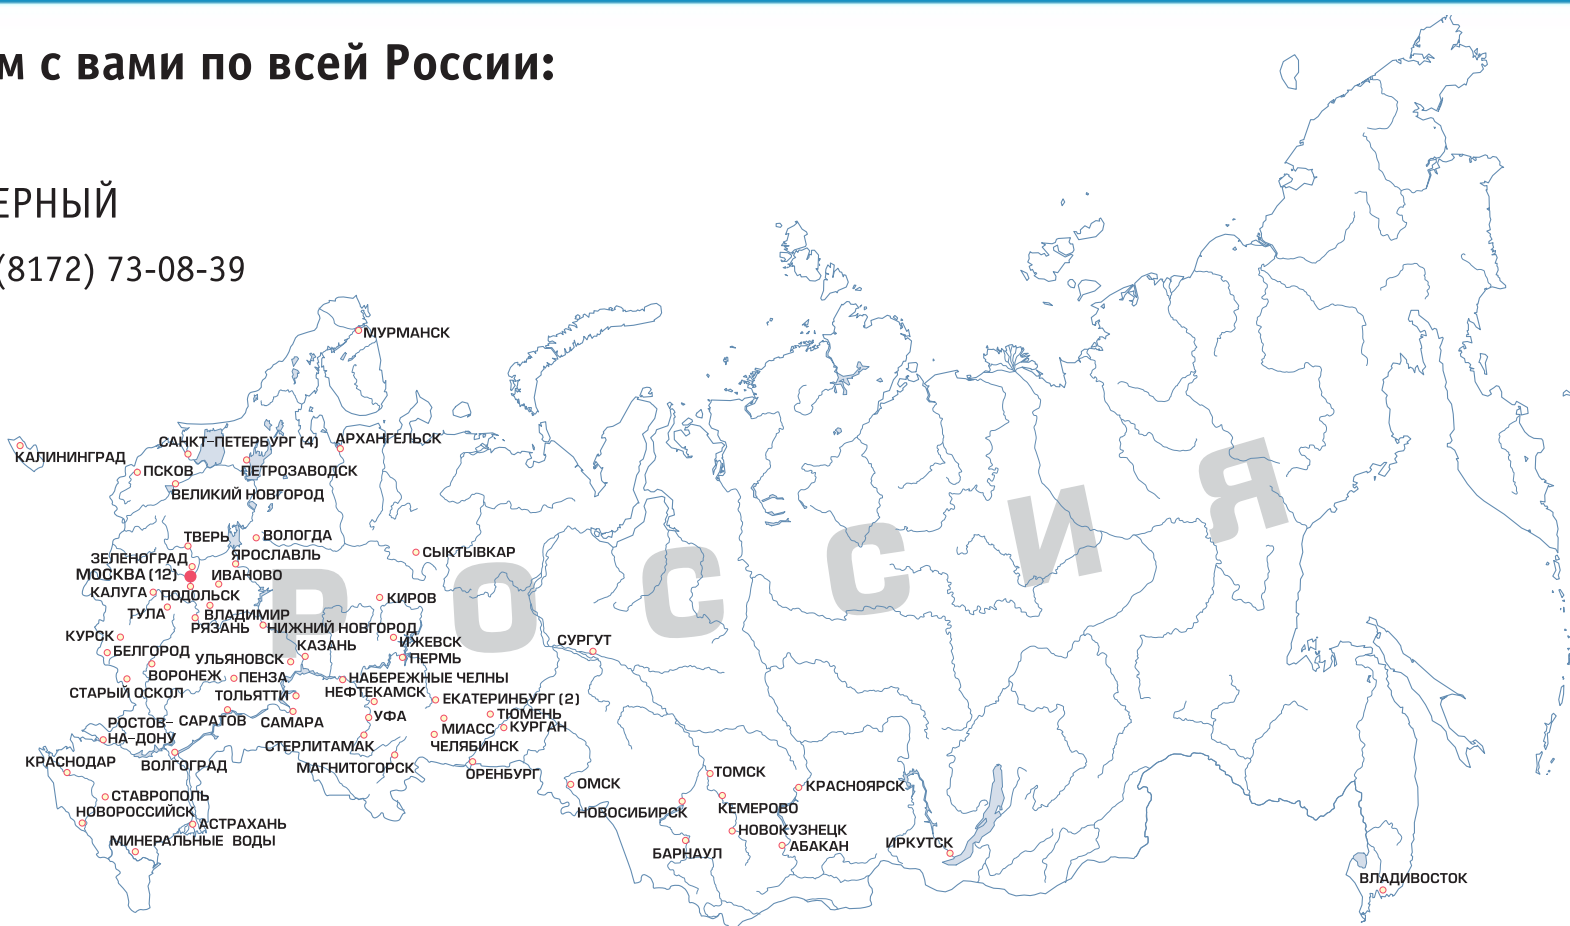 м с вами по всей России:
ЕРНЫЙ
(8172) 73-08-39
МУРМАНСК
САНКТ-ПЕТЕРБУРГ (4)
АРХАНГЕЛЬСК
КАЛИНИНГРАД
ПСКОВ
ПЕТРОЗАВОДСК
ВЕЛИКИЙ НОВГОРОД
ТВЕРЬ
ВОЛОГДА
ЗЕЛЕНОГРАД
ЯРОСЛАВЛЬ
СЫКТЫВКАР
МОСКВА (12)
ИВАНОВО
КАЛУГА
ПОДОЛЬСК
КИРОВ
ТУЛА
ВЛАДИМИР
РЯЗАНЬ
НИЖНИЙ НОВГОРОД
РОССИЯ
КУРСК
КАЗАНЬ
ИЖЕВСК
СУРГУТ
БЕЛГОРОД
УЛЬЯНОВСК
ПЕРМЬ
ВОРОНЕЖ
ПЕНЗА
НАБЕРЕЖНЫЕ ЧЕЛНЫ
СТАРЫЙ ОСКОЛ
ТОЛЬЯТТИ
НЕФТЕКАМСК
ЕКАТЕРИНБУРГ (2)
РОСТОВ-
НА-ДОНУ
САРАТОВ
САМАРА
УФА
ТЮМЕНЬ
МИАСС
КУРГАН
СТЕРЛИТАМАК
ЧЕЛЯБИНСК
КРАСНОДАР
ВОЛГОГРАД
МАГНИТОГОРСК
ОРЕНБУРГ
ОМСК
ТОМСК
КРАСНОЯРСК
СТАВРОПОЛЬ
НОВОРОССИЙСК
НОВОСИБИРСК
КЕМЕРОВО
АСТРАХАНЬ
НОВОКУЗНЕЦК
МИНЕРАЛЬНЫЕ ВОДЫ
БАРНАУЛ
АБАКАН
ИРКУТСК
ВЛАДИВОСТОК